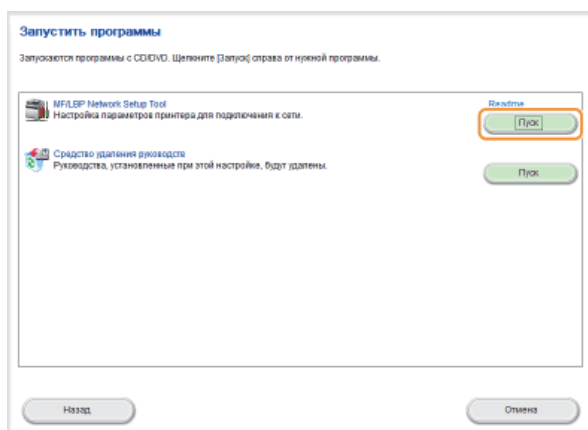 Запустить программы
Запускаются программы с CD/DVD. Щелкните [Запуск] справа от нужной программы.
MF/LBP Network Setup Tool
Readme
Настройка параметров принтера для подключения к сети.
Пуск
Средство удаления руководств
Руководства, установленные при этой настройке, будут удалены.
Пуск
Назад
Отмена